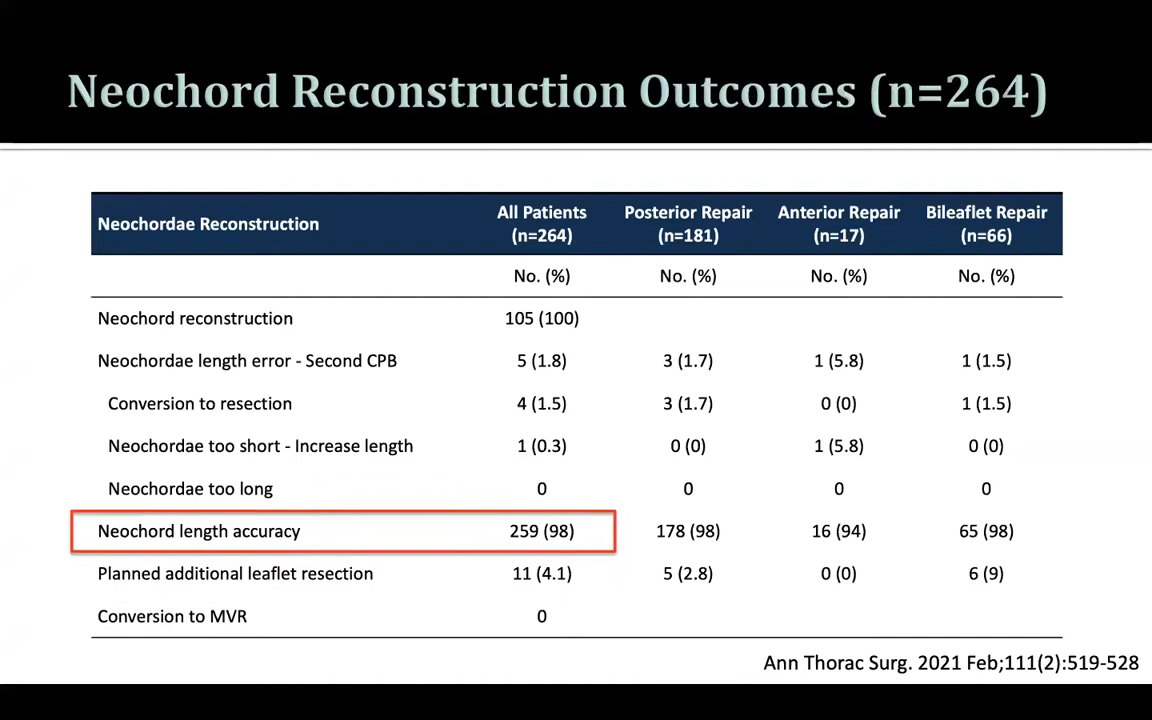 Neochord Reconstruction Outcomes (n=264)
Neochordae Reconstruction All Patients (n=264) Posterior Repair (n=181) Anterior Repair (n=17) Bileaflet Repair (n=66)
No. (%) No. (%) No. (%) No. (%)
Neochord reconstruction 105 (100)
Neochordae length error - Second CPB 5 (1.8) 3 (1.7) 1 (5.8) 1 (1.5)
Conversion to resection 4 (1.5) 3 (1.7) 0 (0) 1 (1.5)
Neochordae too short - Increase length 1 (0.3) 0 (0) 1 (5.8) 0 (0)
Neochordae too long 0 0 0 0
Neochord length accuracy 259 (98) 178 (98) 16 (94) 65 (98)
Planned additional leaflet resection 11 (4.1) 5 (2.8) 0 (0) 6 (9)
Conversion to MVR 0
Ann Thorac Surg. 2021 Feb;111(2):519-528